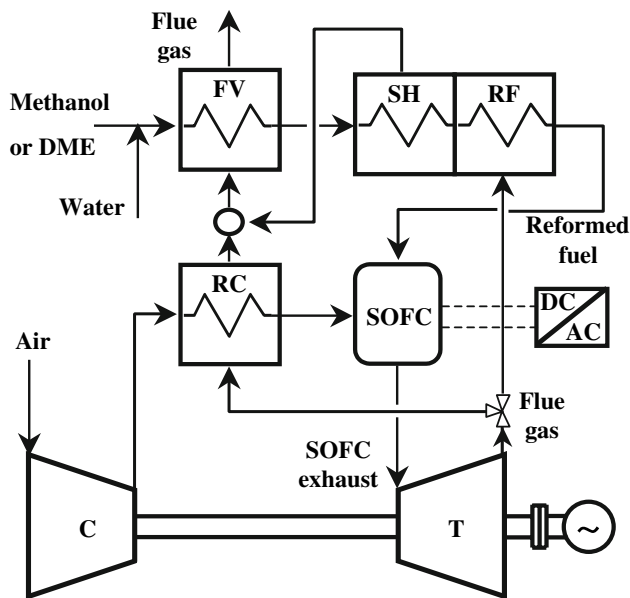 Flue
gas
FV
SH
RF
Methanol
or DME
Water
Reformed
fuel
RC
SOFC
DC
AC
Air
Flue
gas
SOFC
exhaust
C
T
~